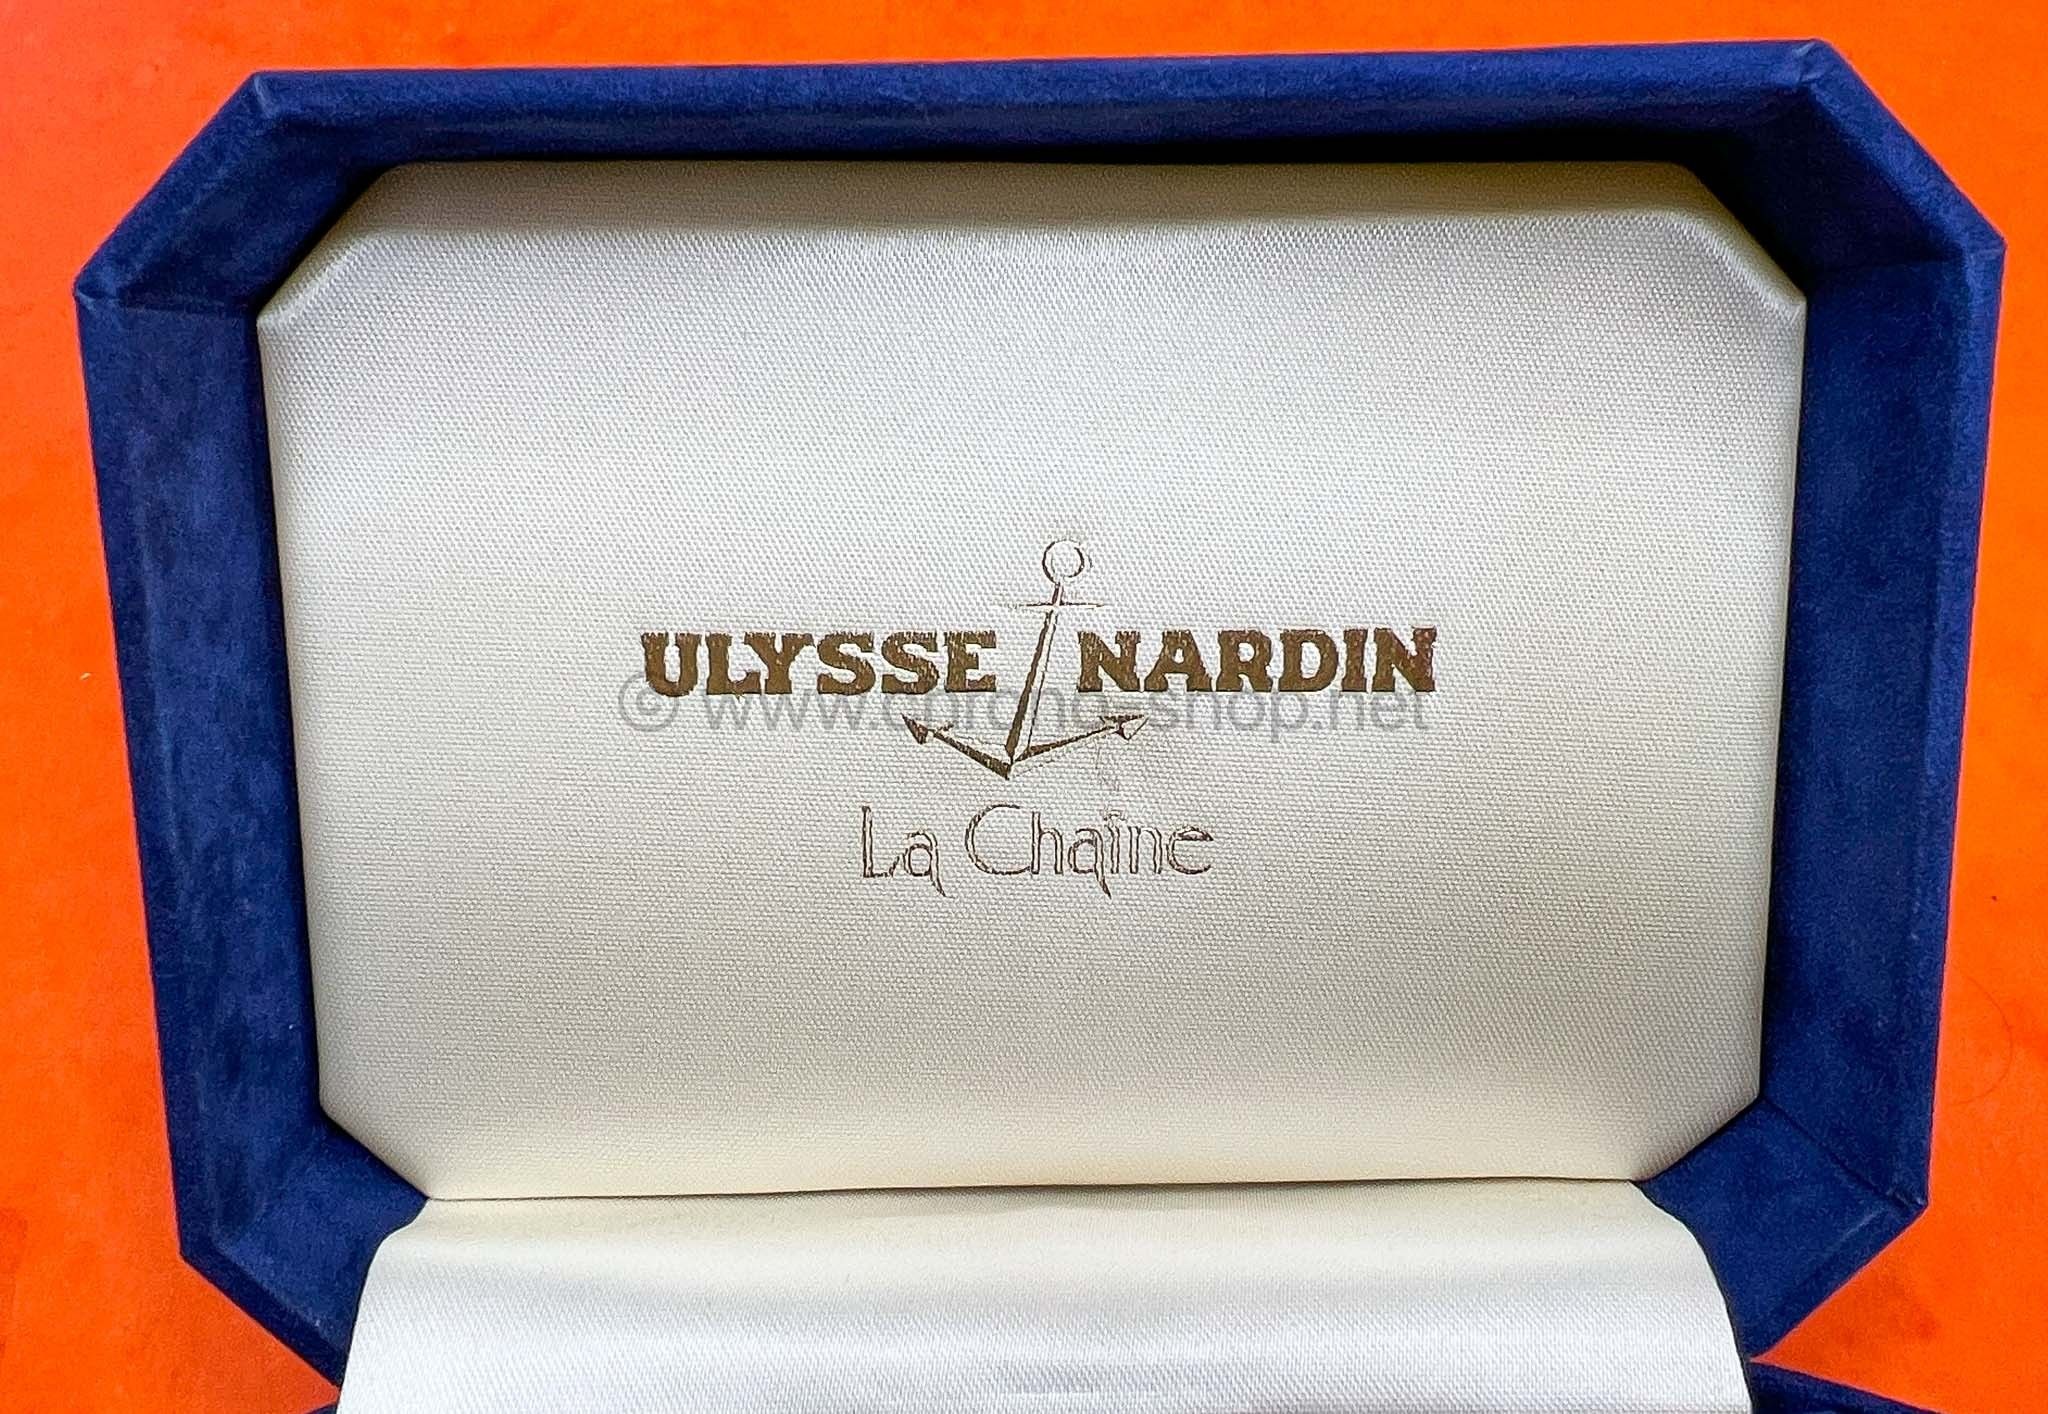 ULYSSE NARDIN
© www.chrono-shop.net
La Chaîne